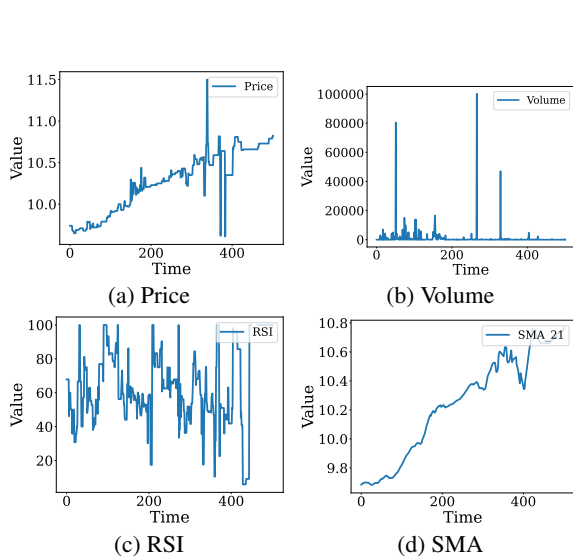 11.5
11.0
10.5
10.0
Value
0
200
400
Time
Price
(a) Price
100000
80000
60000
40000
20000
0
Value
0
200
400
Time
Volume
(b) Volume
100
80
60
40
20
Value
0
200
400
Time
RSI
(c) RSI
10.8
10.6
10.4
10.2
10.0
9.8
Value
0
200
400
Time
SMA_21
(d) SMA